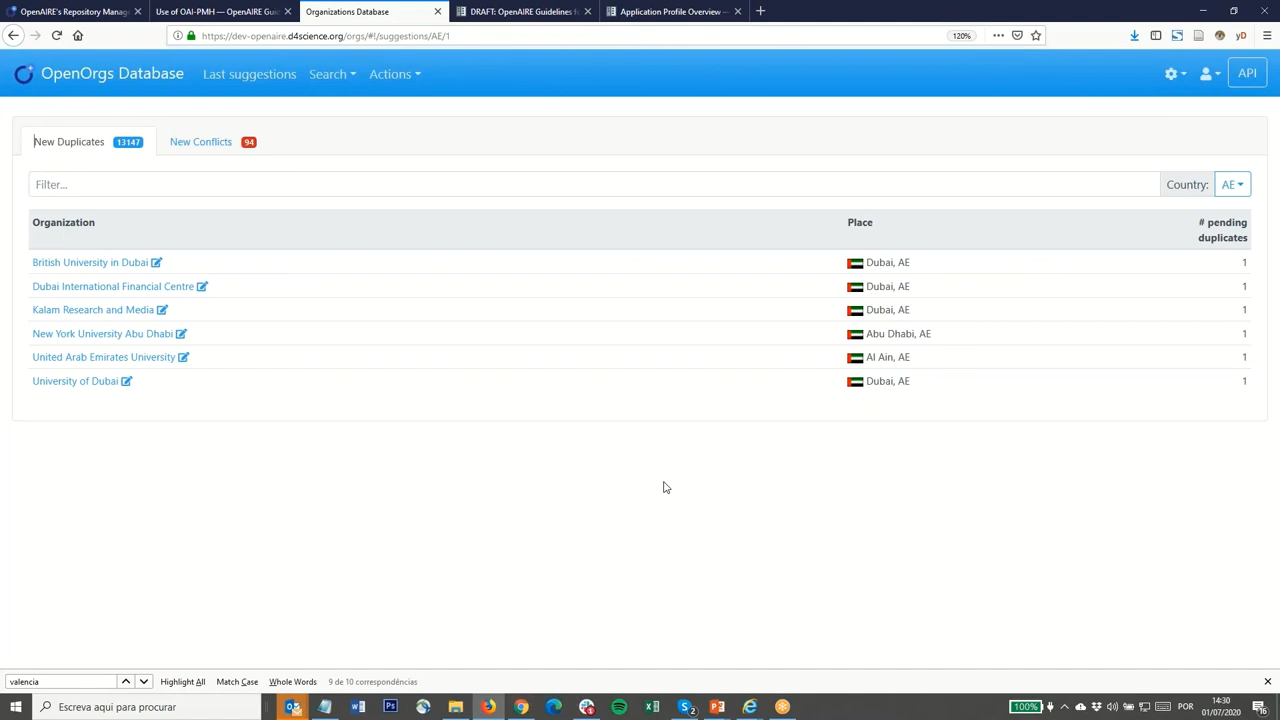 OpenAIRE's Repository Manag
Use of OAI-PMH — OpenAIRE Gui
Organizations Database
DRAFT: OpenAIRE Guidelines fo
Application Profile Overview —
https://dev-openaire.d4science.org/orgs/#!/suggestions/AE/1
120%
OpenOrgs Database
Last suggestions
Search
Actions
API
New Duplicates 13147
New Conflicts 94
Filter...
Country: AE
Organization
Place
# pending
duplicates
British University in Dubai
Dubai, AE
1
Dubai International Financial Centre
Dubai, AE
1
Kalam Research and Media
Dubai, AE
1
New York University Abu Dhabi
Abu Dhabi, AE
1
United Arab Emirates University
Al Ain, AE
1
University of Dubai
Dubai, AE
1
valencia
Highlight All
Match Case
Whole Words
9 de 10 correspondências
Escreva aqui para procurar
100%
POR
14:30
01/07/2020